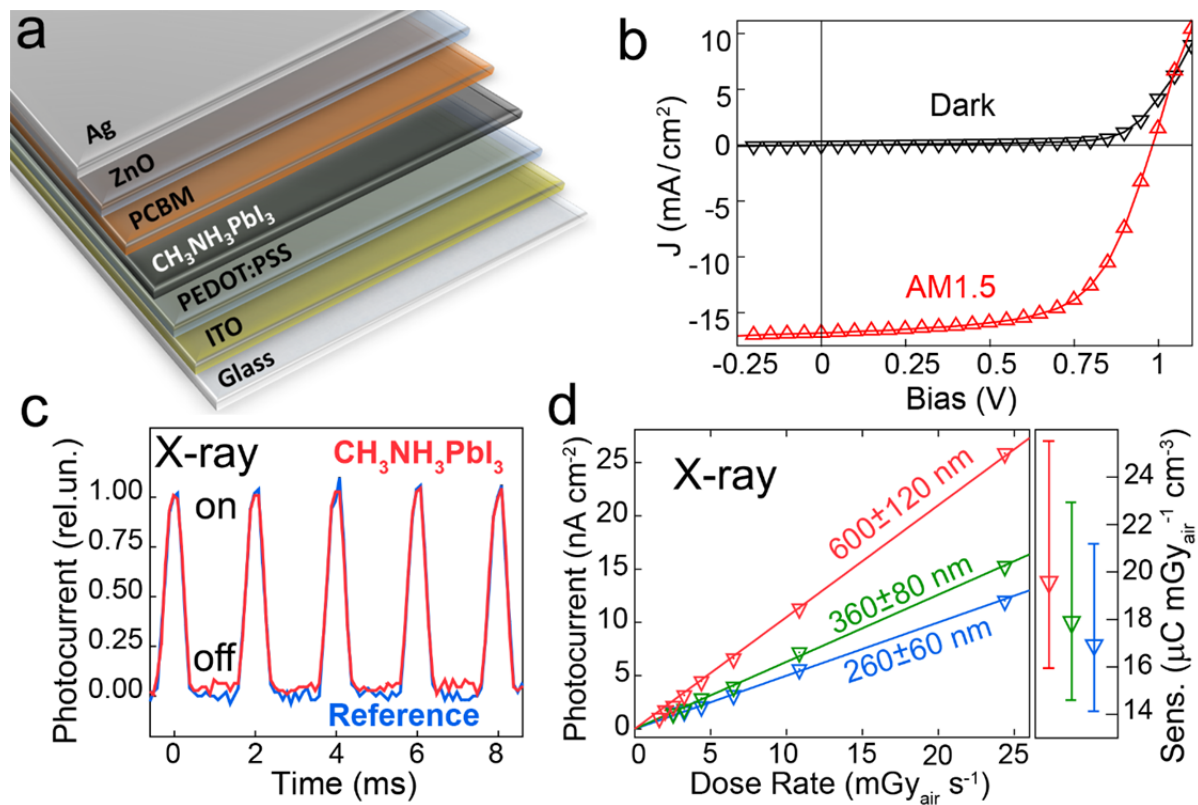 a
Ag
ZnO
PCBM
CH₃NH₃PbI₃
PEDOT:PSS
ITO
Glass
b
J (mA/cm²)
10
5
0
-5
-10
-15
Dark
AM1.5
-0.25 0 0.25 0.5 0.75 1
Bias (V)
c
X-ray
CH₃NH₃PbI₃
on
off
Reference
Photocurrent (rel.un.)
1.00
0.75
0.50
0.25
0.00
0 2 4 6 8
Time (ms)
d
X-ray
600±120 nm
360±80 nm
260±60 nm
Photocurrent (nA cm⁻²)
25
20
15
10
5
0
0 5 10 15 20 25
Dose Rate (mGy_air s⁻¹)
24
22
20
18
16
14
Sens. (µC mGy_air⁻¹ cm⁻³)